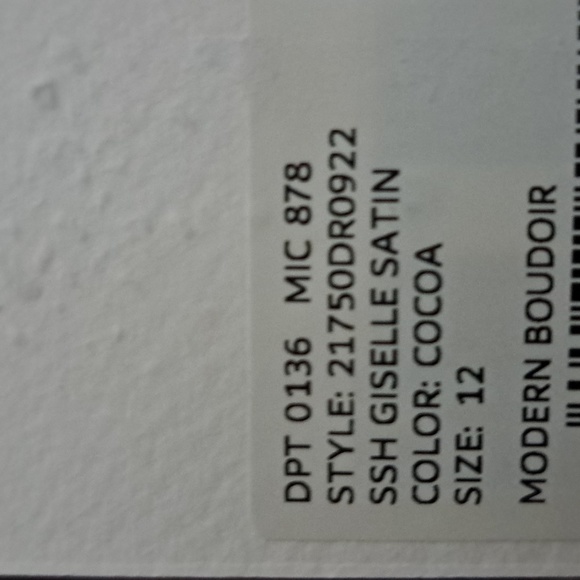 DPT 0136 MIC 878
STYLE: 21750DR0922
SSH GISELLE SATIN
COLOR: COCOA
SIZE: 12
MODERN BOUDOIR